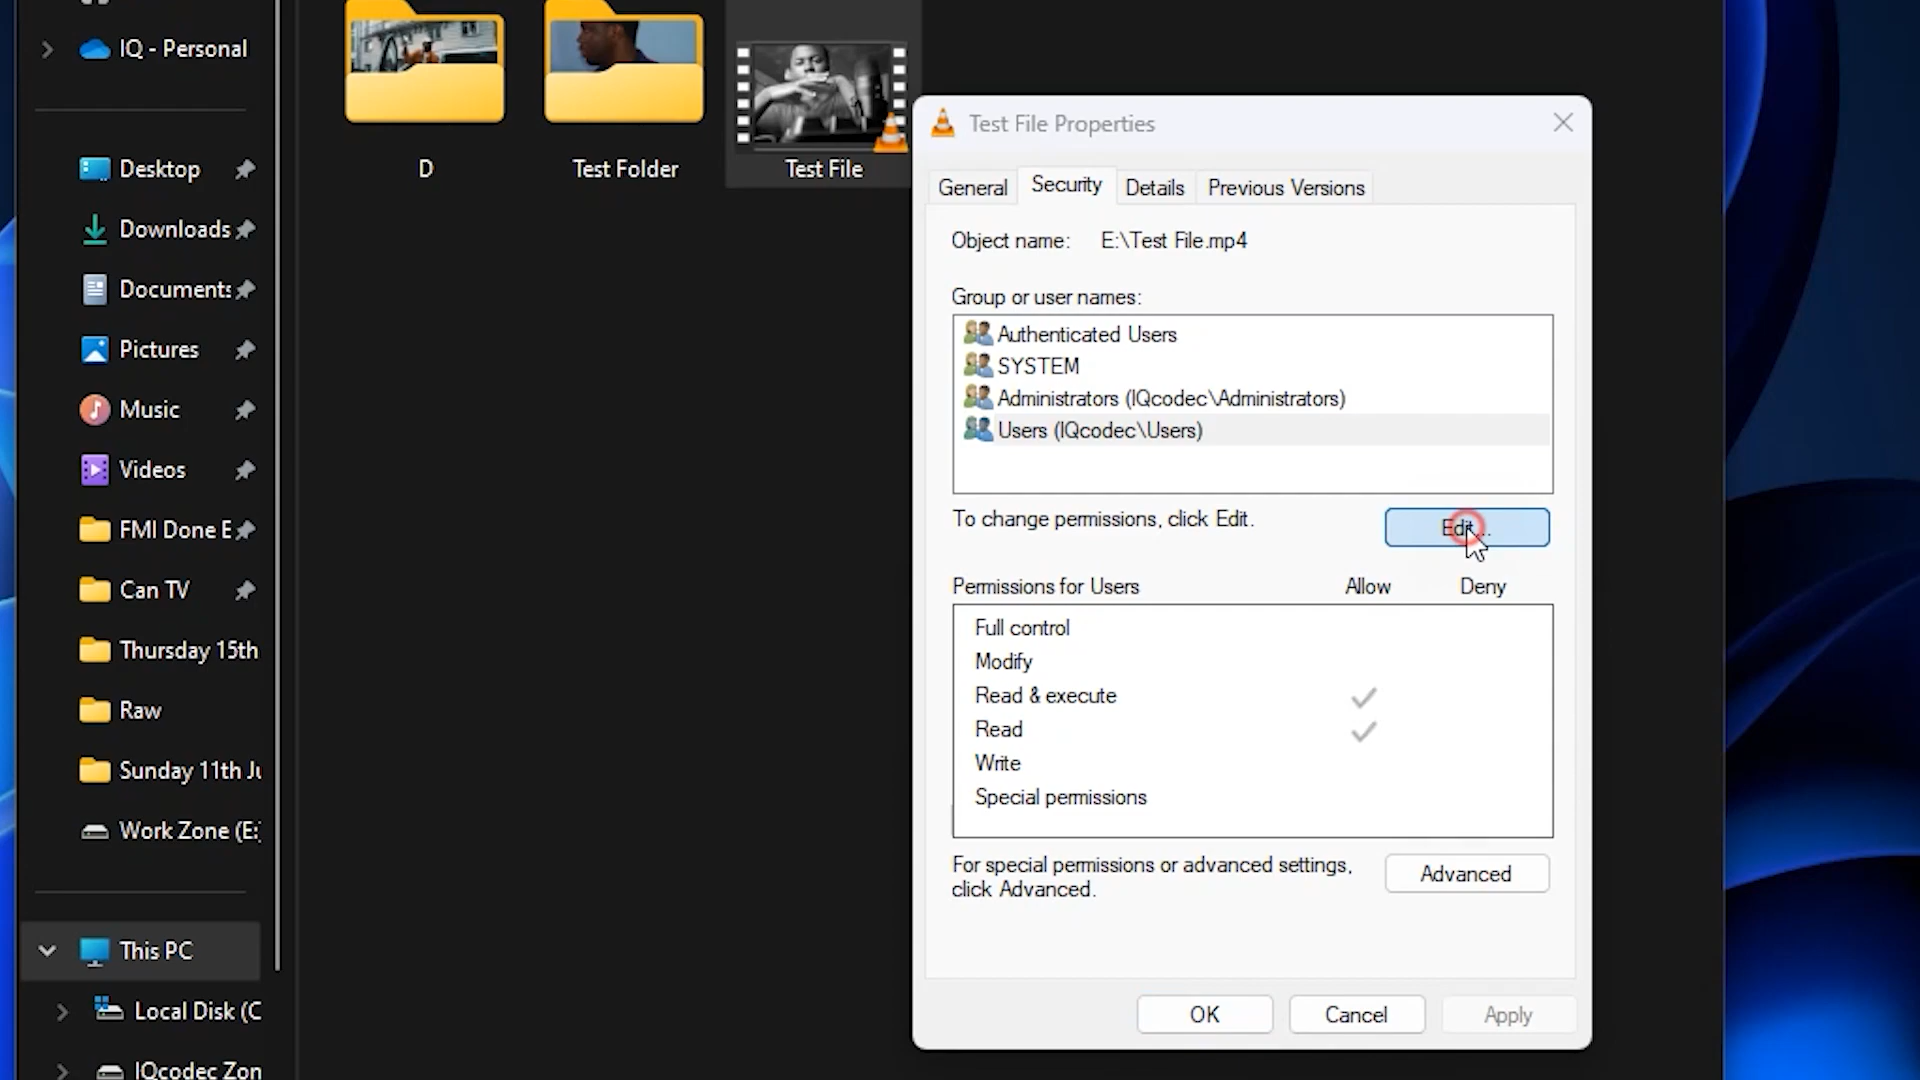 IQ - Personal
Desktop
Downloads
Documents
Pictures
Music
Videos
FMI Done E
Can TV
Thursday 15th
Raw
Sunday 11th Ju
Work Zone (E:)
This PC
Local Disk (C
IQcodec Zon
D
Test Folder
Test File
Test File Properties
General
Security
Details
Previous Versions
Object name: E:\Test File.mp4
Group or user names:
Authenticated Users
SYSTEM
Administrators (IQcodec\Administrators)
Users (IQcodec\Users)
To change permissions, click Edit.
Edit...
Permissions for Users
Allow
Deny
Full control
Modify
Read & execute
Read
Write
Special permissions
For special permissions or advanced settings,
click Advanced.
Advanced
OK
Cancel
Apply